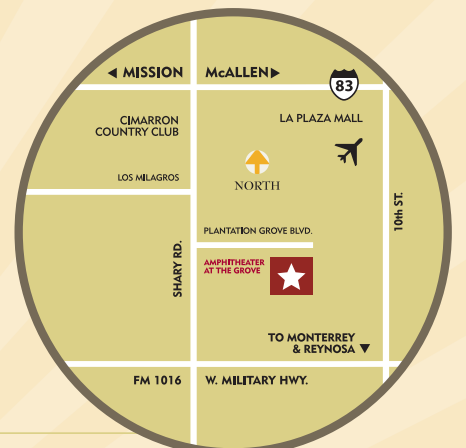 ◄ MISSION McALLEN►
83
CIMARRON
COUNTRY CLUB
LA PLAZA MALL
LOS MILAGROS
NORTH
10th ST.
SHARY RD.
PLANTATION GROVE BLVD.
AMPHITHEATER
AT THE GROVE
TO MONTERREY
& REYNOSA ▼
FM 1016 W. MILITARY HWY.